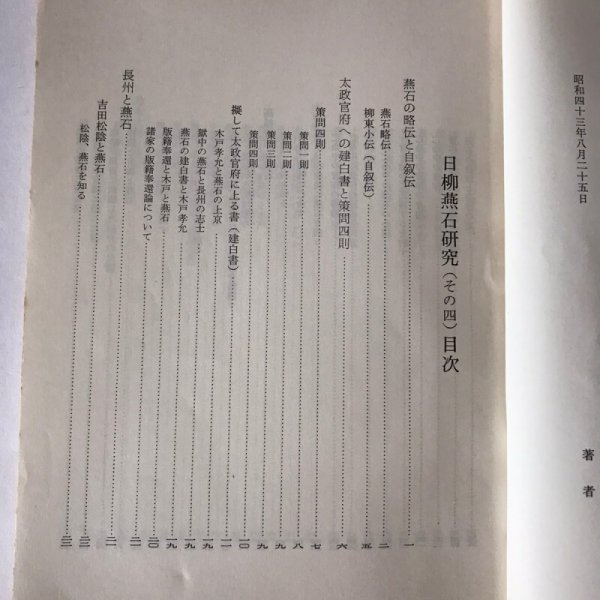 昭和四十三年八月二十五日
著者
日柳燕石研究(その四)目次
燕石の略伝と自叙伝 一
燕石略伝 二
柳東小伝(自叙伝) 五
太政官府への建白書と策問四則 六
策問四則 七
策問一則
策問二則
策問三則
策問四則
擬して太政官府に上る書(建白書)
木戸孝允と燕石の上京
獄中の燕石と長州の志士
燕石の建白書と木戸孝允
版籍奉還と木戸と燕石
諸家の版籍奉還論について
長州と燕石
吉田松陰と燕石
松陰、燕石を知る